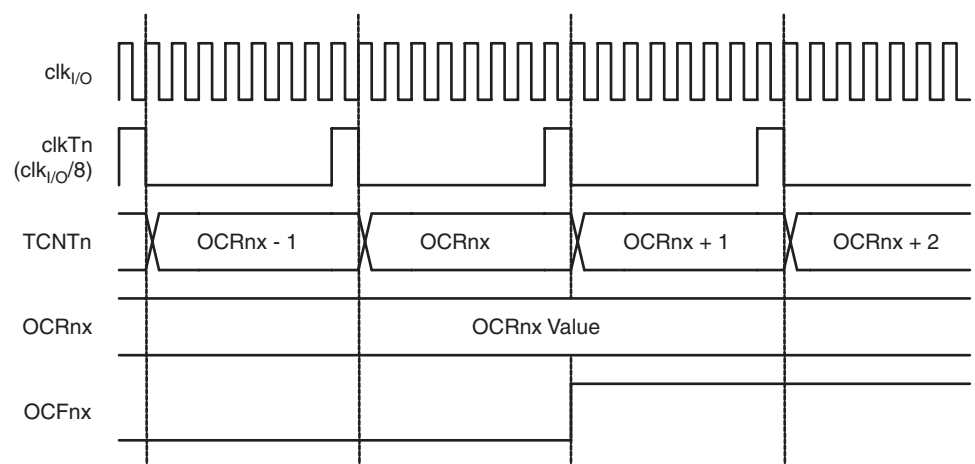 clkI/O
clkTn
(clkI/O/8)
TCNTn
OCRnx - 1
OCRnx
OCRnx + 1
OCRnx + 2
OCRnx
OCRnx Value
OCFnx